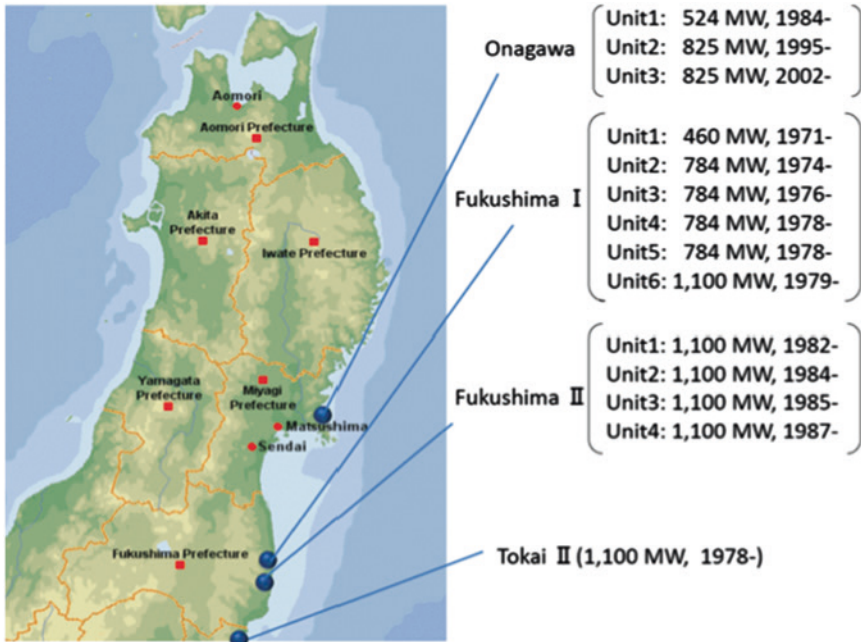 Aomori
Aomori Prefecture
Akita
Prefecture
Iwate Prefecture
Yamagata
Prefecture
Miyagi
Prefecture
Matsushima
Sendai
Fukushima Prefecture
Onagawa
Unit1: 524 MW, 1984-
Unit2: 825 MW, 1995-
Unit3: 825 MW, 2002-
Fukushima Ⅰ
Unit1: 460 MW, 1971-
Unit2: 784 MW, 1974-
Unit3: 784 MW, 1976-
Unit4: 784 MW, 1978-
Unit5: 784 MW, 1978-
Unit6: 1,100 MW, 1979-
Fukushima Ⅱ
Unit1: 1,100 MW, 1982-
Unit2: 1,100 MW, 1984-
Unit3: 1,100 MW, 1985-
Unit4: 1,100 MW, 1987-
Tokai Ⅱ (1,100 MW, 1978-)